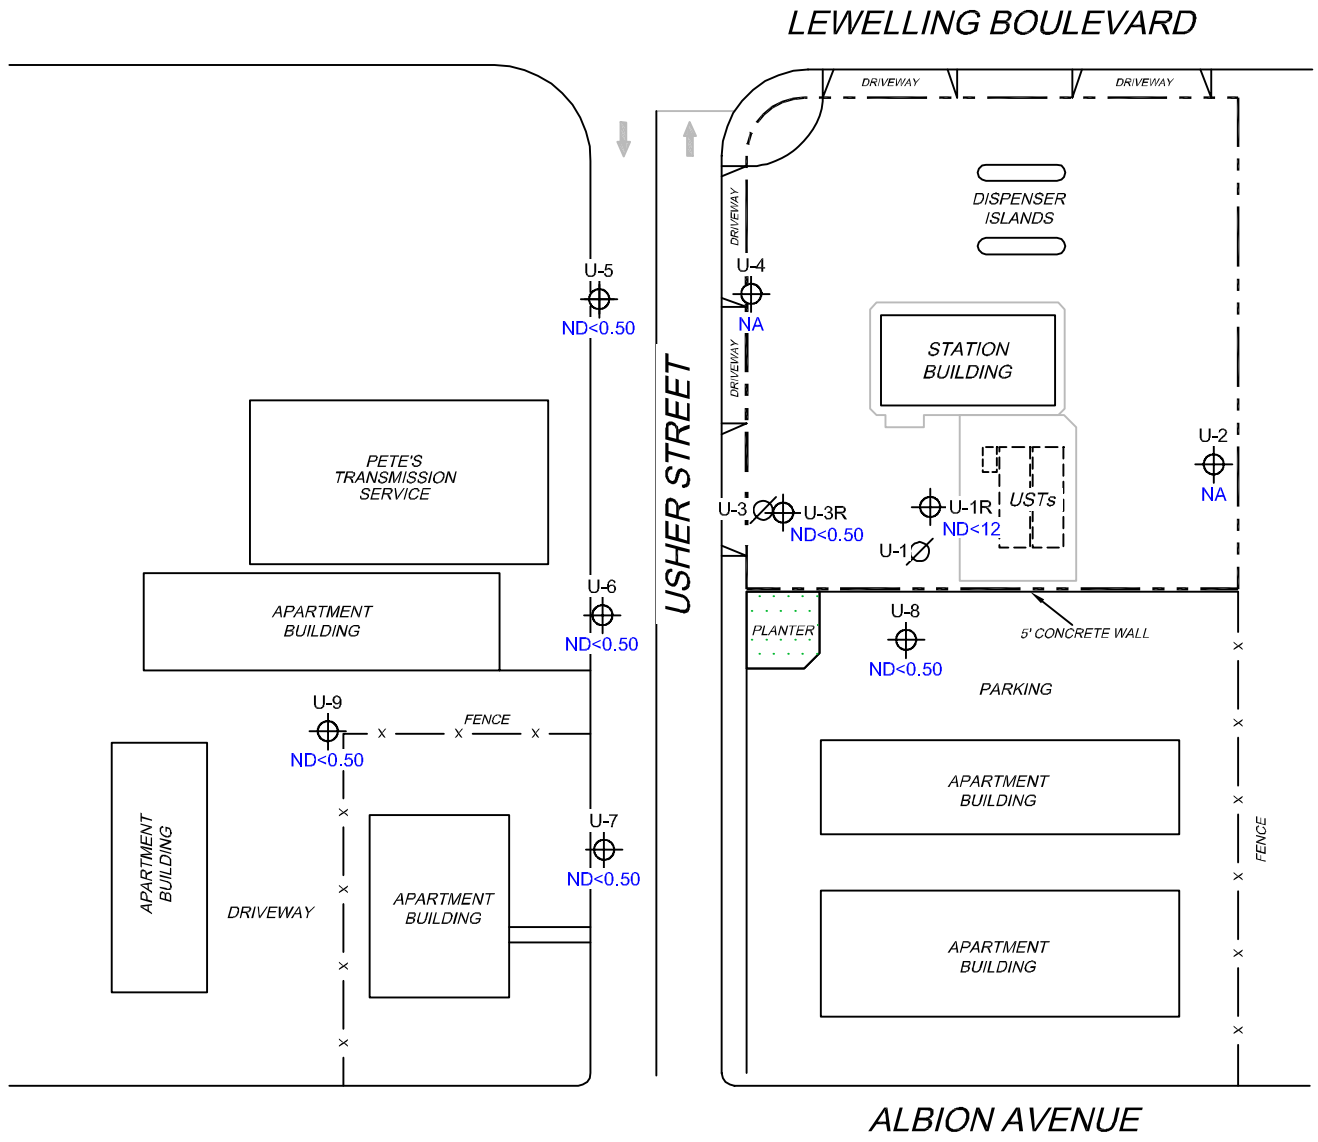 LEWELLING BOULEVARD
DRIVEWAY
DRIVEWAY
DISPENSER
ISLANDS
DRIVEWAY
U-5
ND<0.50
U-4
NA
STATION
BUILDING
DRIVEWAY
USHER STREET
U-2
NA
PETE'S
TRANSMISSION
SERVICE
USTs
U-3
U-3R
ND<0.50
U-1R
ND<12
U-1
U-6
ND<0.50
APARTMENT
BUILDING
PLANTER
U-8
ND<0.50
5' CONCRETE WALL
PARKING
U-9
ND<0.50
FENCE
APARTMENT
BUILDING
U-7
ND<0.50
FENCE
APARTMENT
BUILDING
DRIVEWAY
APARTMENT
BUILDING
APARTMENT
BUILDING
ALBION AVENUE